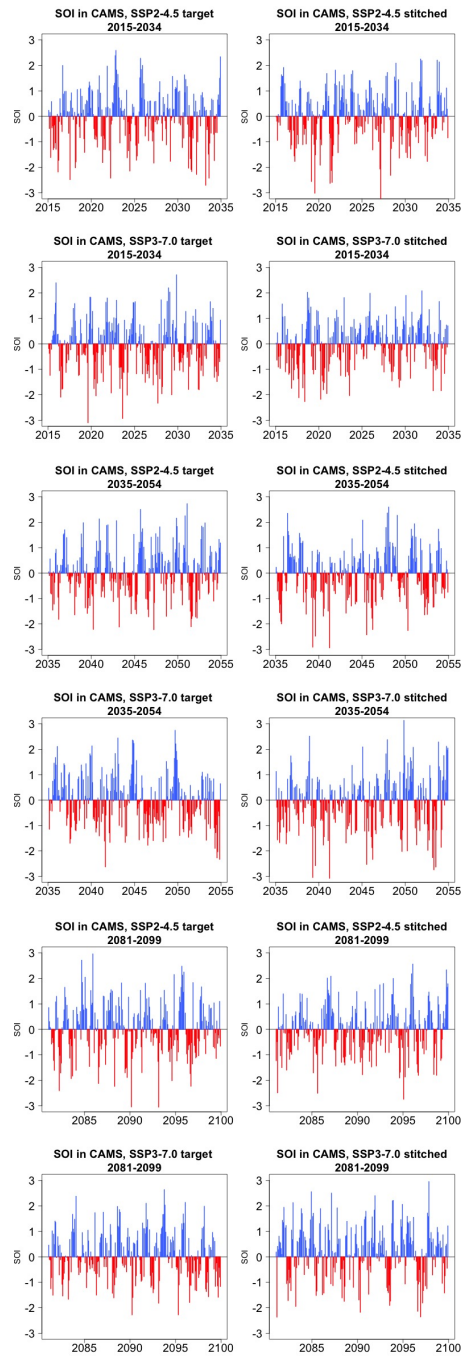 SOI in CAMS, SSP2-4.5 target
2015-2034
SOI
3
2
1
0
-1
-2
-3
2015 2020 2025 2030 2035
SOI in CAMS, SSP2-4.5 stitched
2015-2034
SOI
3
2
1
0
-1
-2
-3
2015 2020 2025 2030 2035
SOI in CAMS, SSP3-7.0 target
2015-2034
SOI
3
2
1
0
-1
-2
-3
2015 2020 2025 2030 2035
SOI in CAMS, SSP3-7.0 stitched
2015-2034
SOI
3
2
1
0
-1
-2
-3
2015 2020 2025 2030 2035
SOI in CAMS, SSP2-4.5 target
2035-2054
SOI
3
2
1
0
-1
-2
-3
2035 2040 2045 2050 2055
SOI in CAMS, SSP2-4.5 stitched
2035-2054
SOI
3
2
1
0
-1
-2
-3
2035 2040 2045 2050 2055
SOI in CAMS, SSP3-7.0 target
2035-2054
SOI
3
2
1
0
-1
-2
-3
2035 2040 2045 2050 2055
SOI in CAMS, SSP3-7.0 stitched
2035-2054
SOI
3
2
1
0
-1
-2
-3
2035 2040 2045 2050 2055
SOI in CAMS, SSP2-4.5 target
2081-2099
SOI
3
2
1
0
-1
-2
-3
2085 2090 2095 2100
SOI in CAMS, SSP2-4.5 stitched
2081-2099
SOI
3
2
1
0
-1
-2
-3
2085 2090 2095 2100
SOI in CAMS, SSP3-7.0 target
2081-2099
SOI
3
2
1
0
-1
-2
-3
2085 2090 2095 2100
SOI in CAMS, SSP3-7.0 stitched
2081-2099
SOI
3
2
1
0
-1
-2
-3
2085 2090 2095 2100